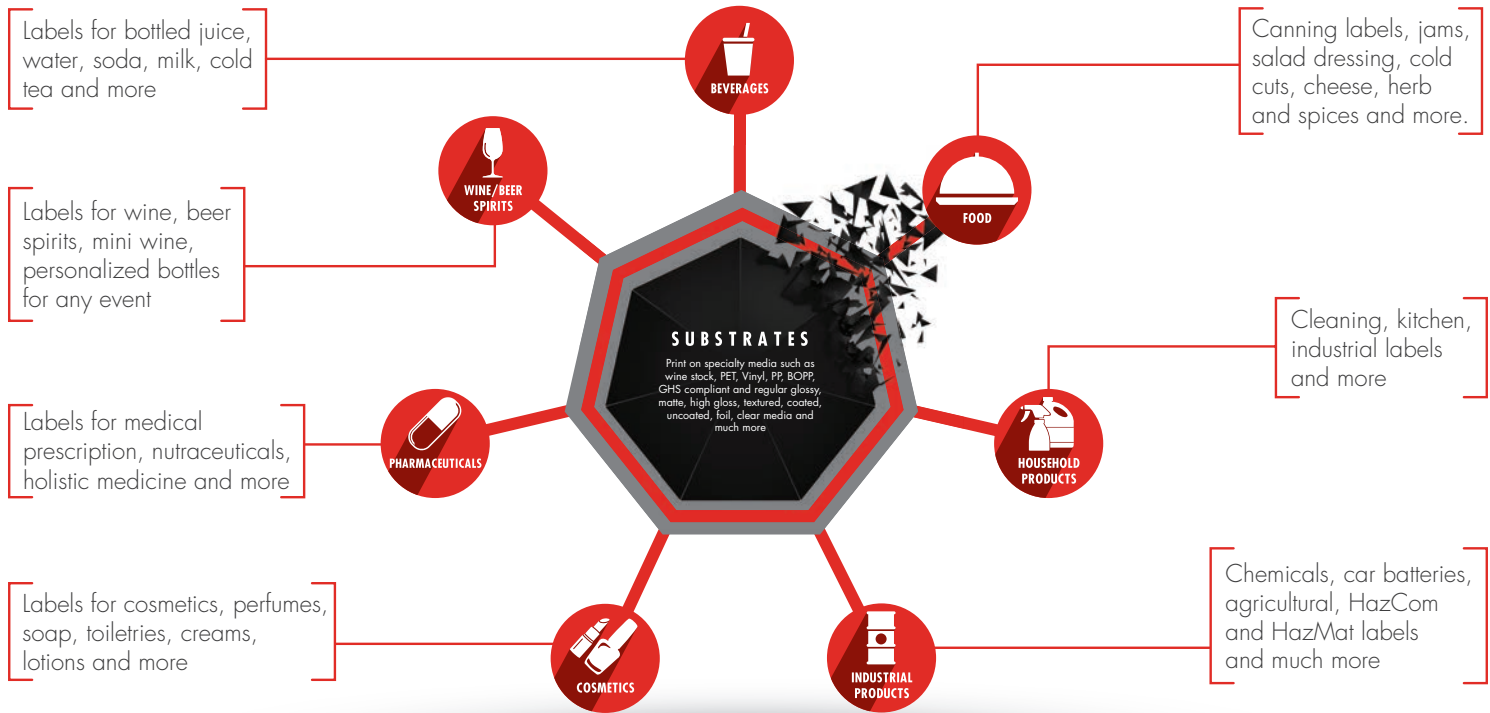 Labels for bottled juice,
water, soda, milk, cold
tea and more
BEVERAGES
Canning labels, jams,
salad dressing, cold
cuts, cheese, herb
and spices and more.
WINE/BEER
SPIRITS
FOOD
Labels for wine, beer
spirits, mini wine,
personalized bottles
for any event
SUBSTRATES
Print on specialty media such as
wine stock, PET, Vinyl, PP, BOPP,
GHS compliant and regular glossy,
matte, high gloss, textured, coated,
uncoated, foil, clear media and
much more
Cleaning, kitchen,
industrial labels
and more
Labels for medical
prescription, nutraceuticals,
holistic medicine and more
PHARMACEUTICALS
HOUSEHOLD
PRODUCTS
Labels for cosmetics, perfumes,
soap, toiletries, creams,
lotions and more
COSMETICS
INDUSTRIAL
PRODUCTS
Chemicals, car batteries,
agricultural, HazCom
and HazMat labels
and much more